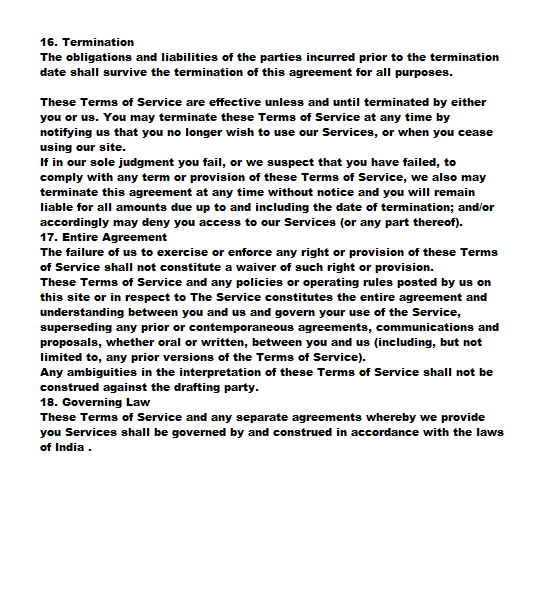 16. Termination
The obligations and liabilities of the parties incurred prior to the termination
date shall survive the termination of this agreement for all purposes.
These Terms of Service are effective unless and until terminated by either
you or us. You may terminate these Terms of Service at any time by
notifying us that you no longer wish to use our Services, or when you cease
using our site.
If in our sole judgment you fail, or we suspect that you have failed, to
comply with any term or provision of these Terms of Service, we also may
terminate this agreement at any time without notice and you will remain
liable for all amounts due up to and including the date of termination; and/or
accordingly may deny you access to our Services (or any part thereof).
17. Entire Agreement
The failure of us to exercise or enforce any right or provision of these Terms
of Service shall not constitute a waiver of such right or provision.
These Terms of Service and any policies or operating rules posted by us on
this site or in respect to The Service constitutes the entire agreement and
understanding between you and us and govern your use of the Service,
superseding any prior or contemporaneous agreements, communications and
proposals, whether oral or written, between you and us (including, but not
limited to, any prior versions of the Terms of Service).
Any ambiguities in the interpretation of these Terms of Service shall not be
construed against the drafting party.
18. Governing Law
These Terms of Service and any separate agreements whereby we provide
you Services shall be governed by and construed in accordance with the laws
of India .